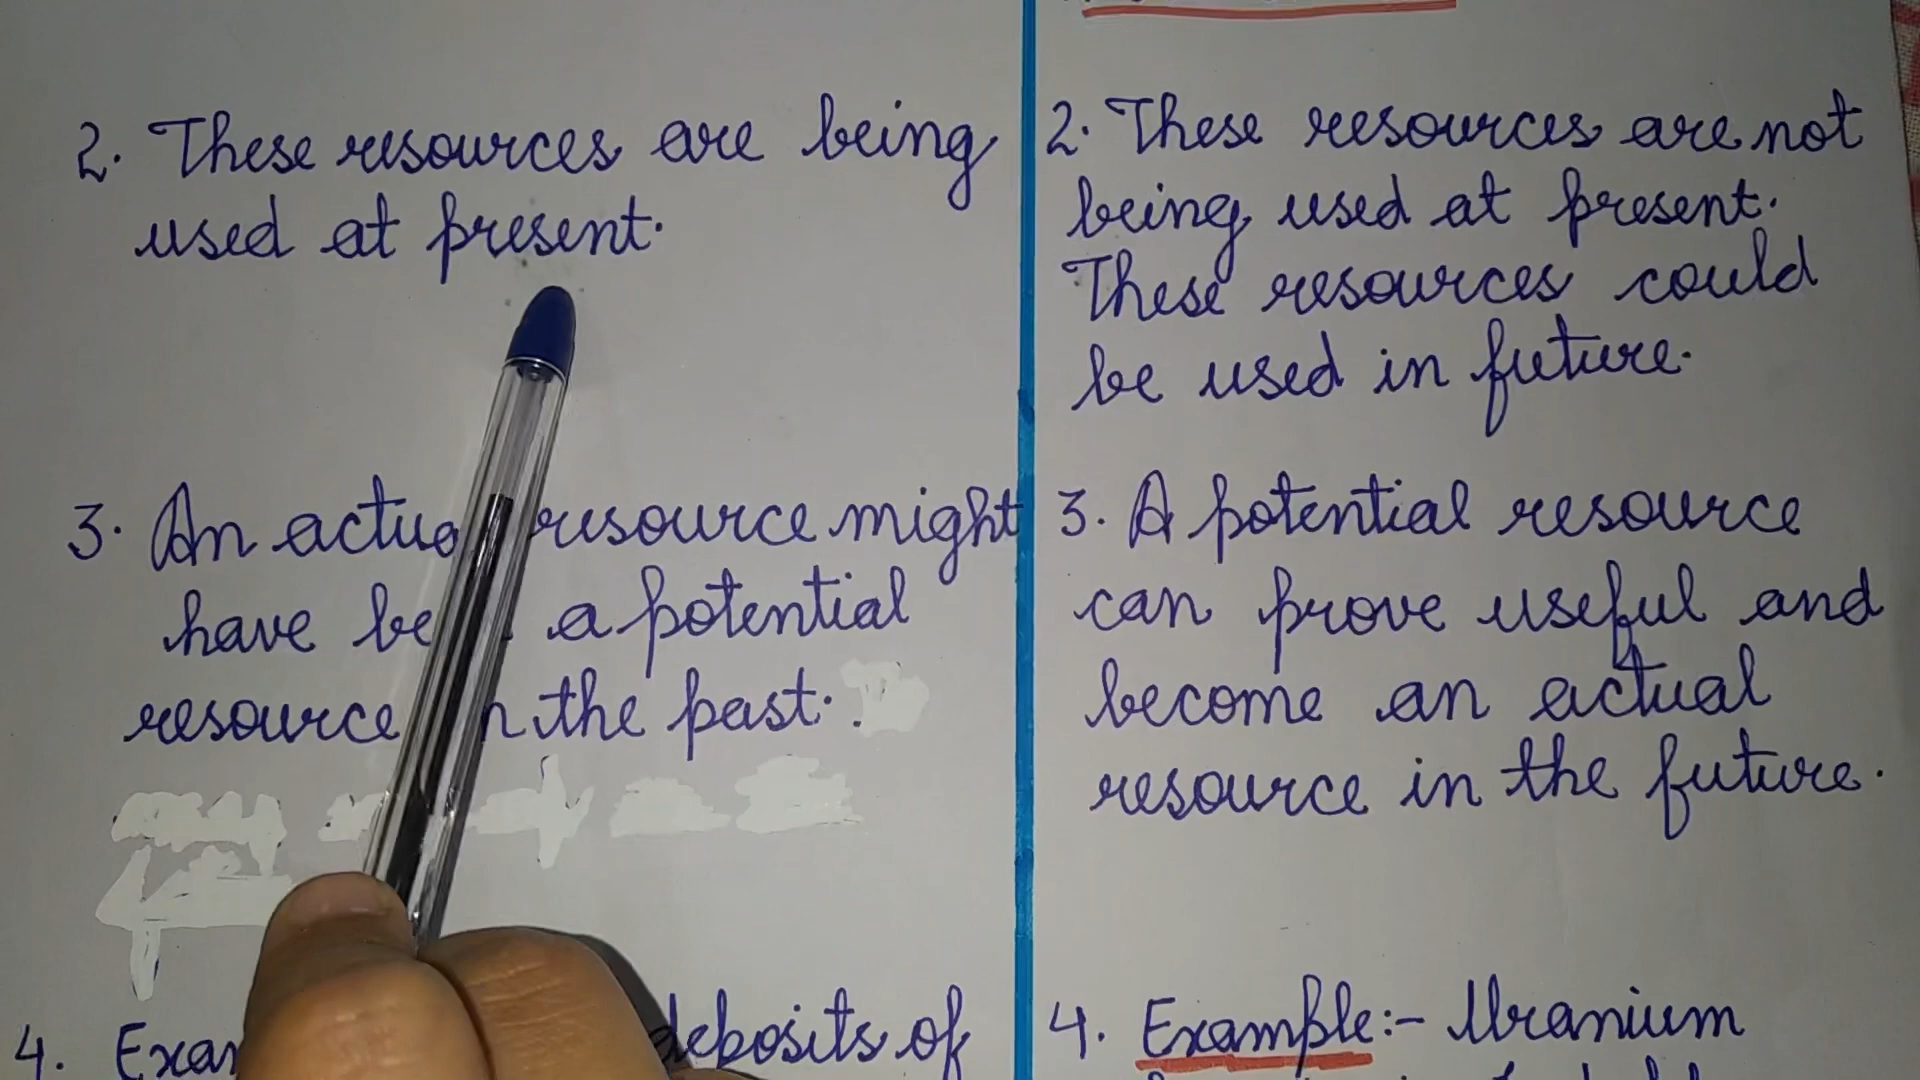 2. These resources are being
used at present.
3. An actua resource might
have be a potential
resource n the past.
4. Exam deposits of
2. These resources are not
being used at present.
These resources could
be used in future.
3. A potential resource
can prove useful and
become an actual
resource in the future.
4. Example:- Uranium